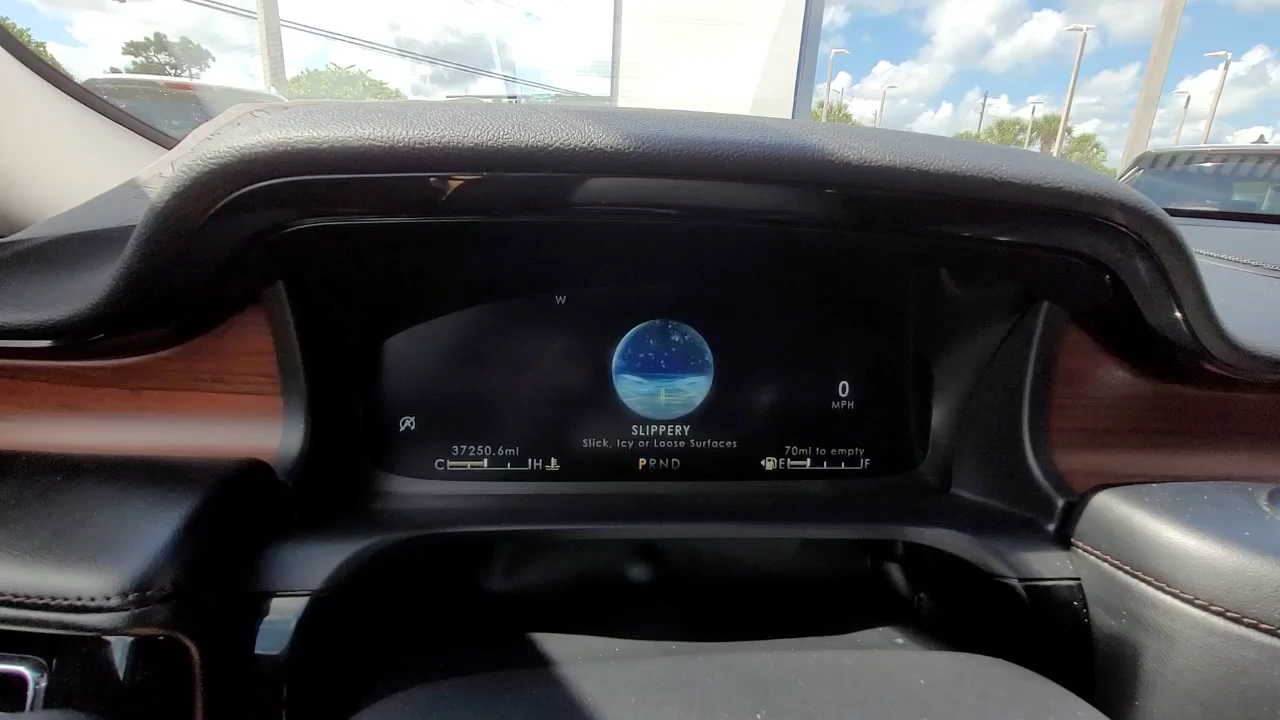 W
0
MPH
SLIPPERY
Slick, Icy or Loose Surfaces
37250.6mi
70mi to empty
C H
PRND
E F